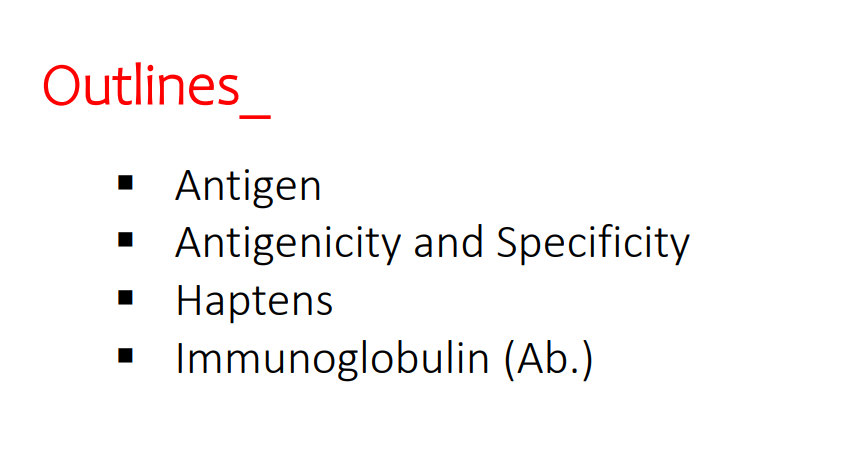 Outlines_
▪ Antigen
▪ Antigenicity and Specificity
▪ Haptens
▪ Immunoglobulin (Ab.)